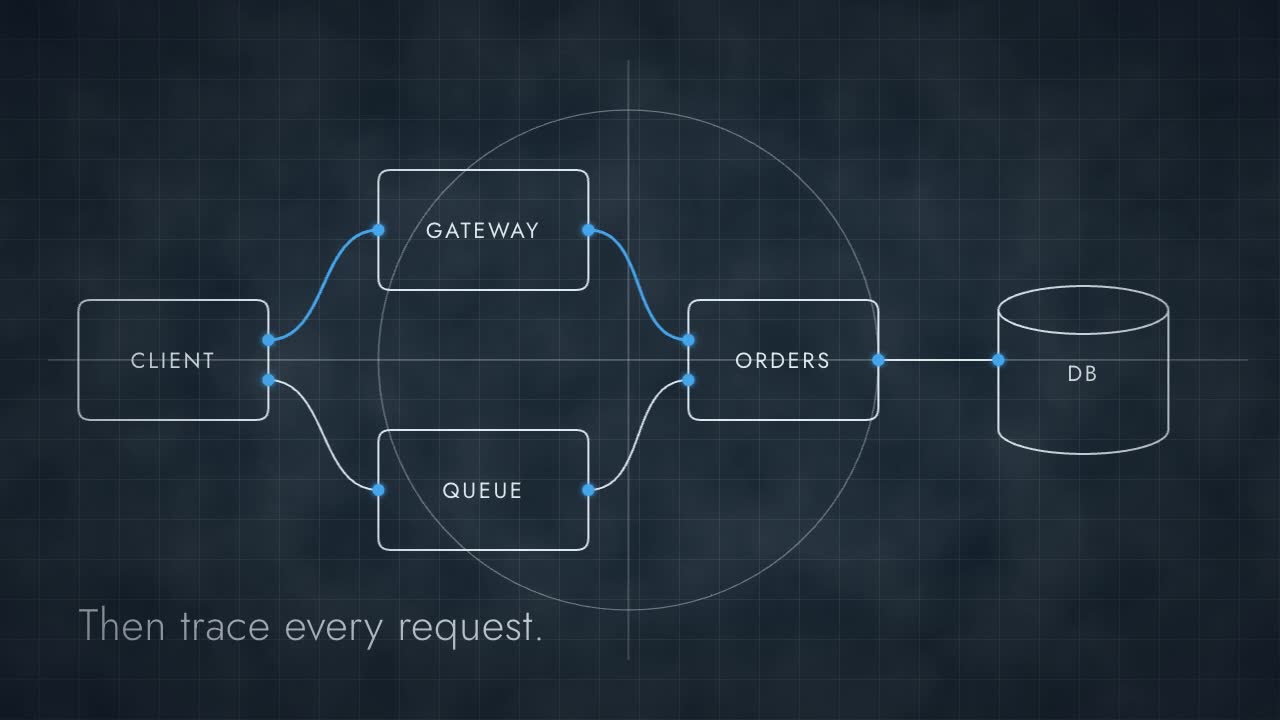 GATEWAY
CLIENT
ORDERS
DB
QUEUE
Then trace every request.